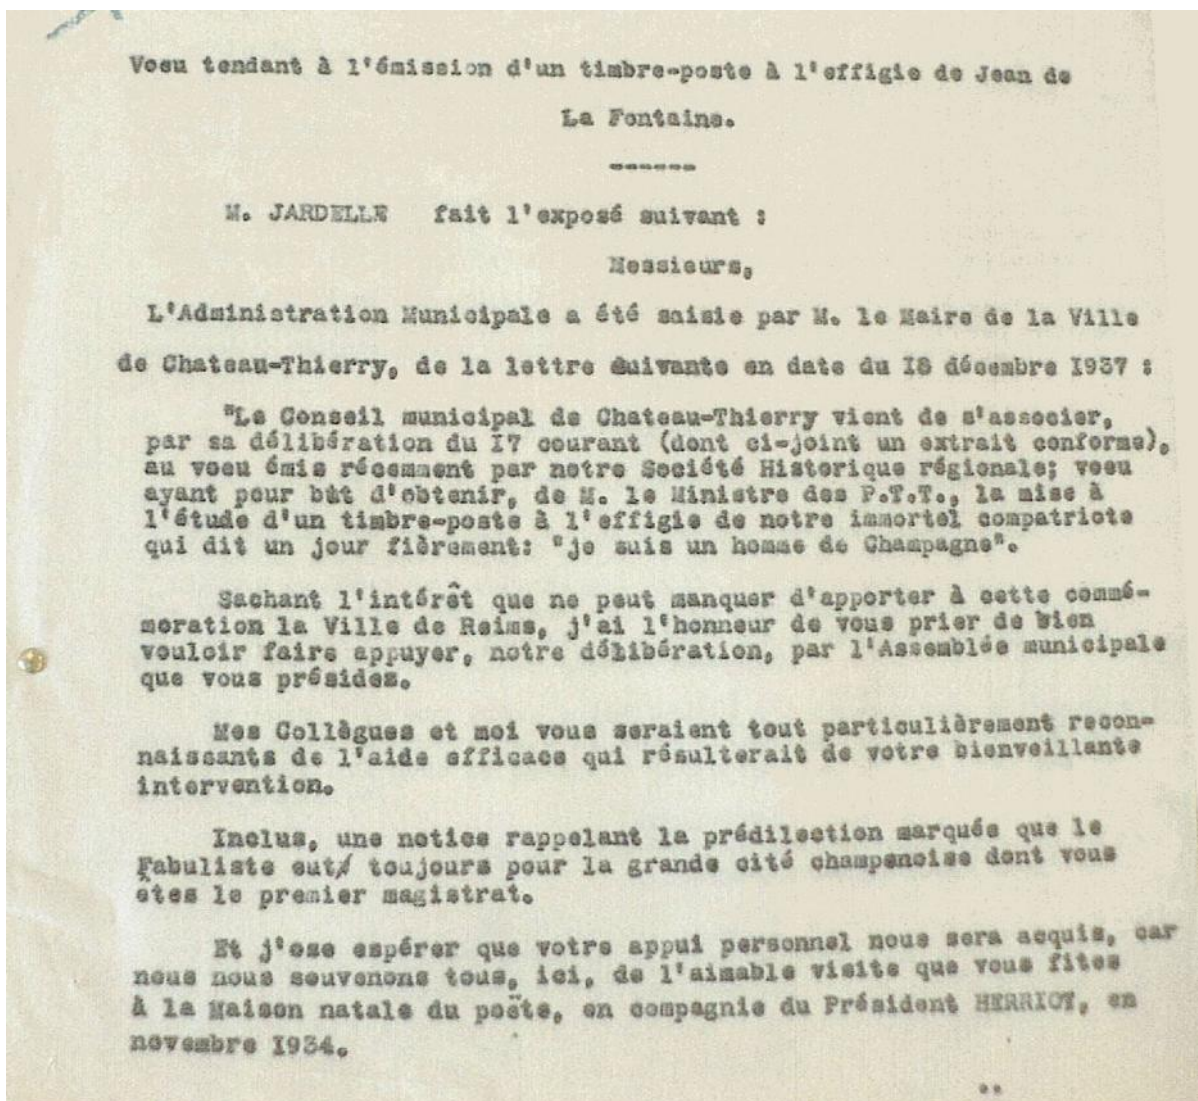 Voeu tendant à l'émission d'un timbre-poste à l'effigie de Jean de
La Fontaine.
------
M. JARDELLE fait l'exposé suivant :
Messieurs,
L'Administration Municipale a été saisie par M. le Maire de la Ville
de Chateau-Thierry, de la lettre suivante en date du I8 décembre I937 :
"Le Conseil municipal de Chateau-Thierry vient de s'associer,
par sa délibération du I7 courant (dont ci-joint un extrait conforme),
au voeu émis récemment par notre Société Historique régionale; voeu
ayant pour bût d'obtenir, de M. le Ministre des P.T.T., la mise à
l'étude d'un timbre-poste à l'effigie de notre immortel compatriote
qui dit un jour fièrement: "je suis un homme de Champagne".
Sachant l'intérêt que ne peut manquer d'apporter à cette commé-
moration la Ville de Reims, j'ai l'honneur de vous prier de bien
vouloir faire appuyer, notre délibération, par l'Assemblée municipale
que vous présidez.
Mes Collègues et moi vous seraient tout particulièrement recon-
naissants de l'aide efficace qui résulterait de votre bienveillante
intervention.
Inclus, une notice rappelant la prédilection marquée que le
Fabuliste eut/ toujours pour la grande cité champenoise dont vous
êtes le premier magistrat.
Et j'ose espérer que votre appui personnel nous sera acquis, car
nous nous souvenons tous, ici, de l'aimable visite que vous fites
à la Maison natale du poëte, en compagnie du Président HERRIOT, en
novembre I934.
..